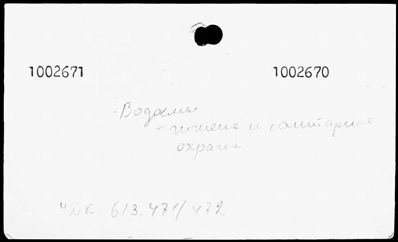 1002671 1002670
Водоемы
- гигиена и санитарная
охрана
УДК 613.471/472